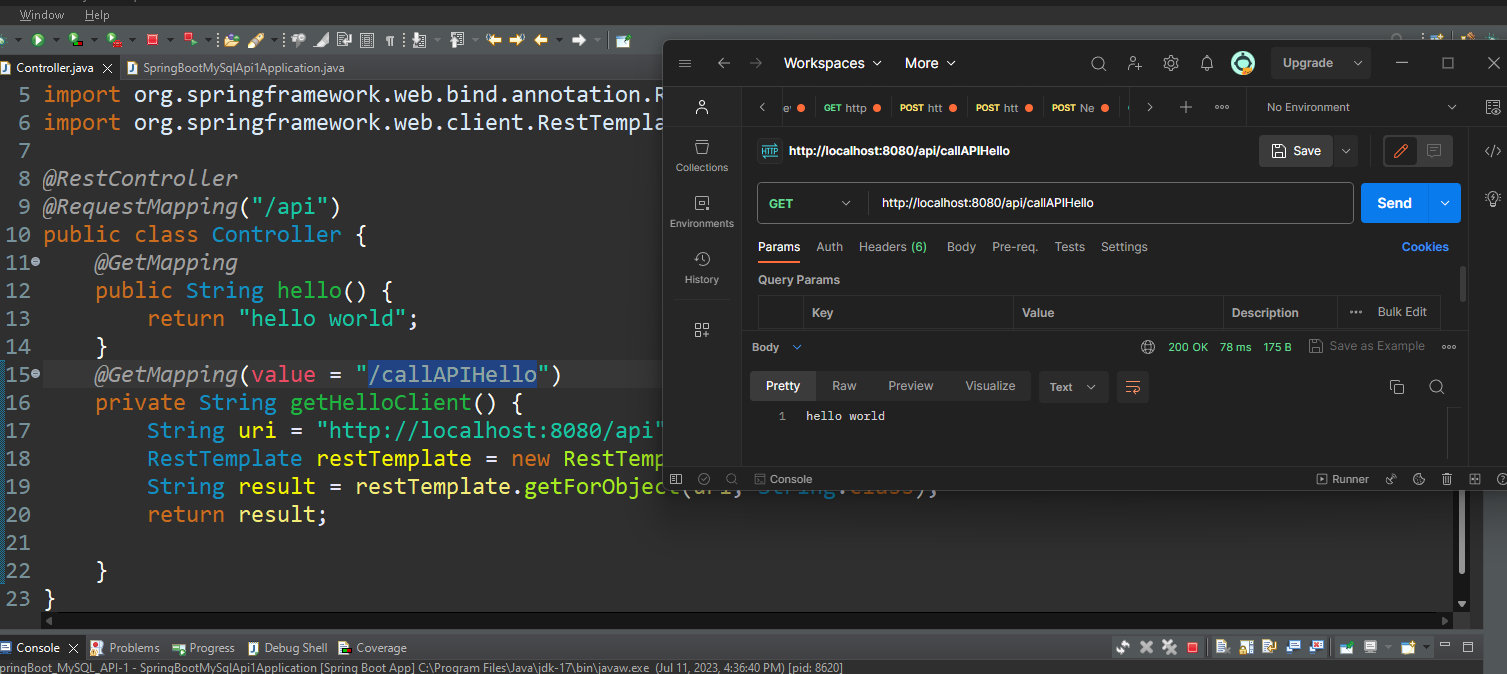 Window Help
Controller.java SpringBootMySqlApi1Application.java
5 import org.springframework.web.bind.annotation.R
6 import org.springframework.web.client.RestTempla
7
8 @RestController
9 @RequestMapping("/api")
10 public class Controller {
11 @GetMapping
12 public String hello() {
13 return "hello world";
14 }
15 @GetMapping(value = "/callAPIHello")
16 private String getHelloClient() {
17 String uri = "http://localhost:8080/api"
18 RestTemplate restTemplate = new RestTemp
19 String result = restTemplate.getForObject(uri, String.class);
20 return result;
21
22 }
23 }
Workspaces More Upgrade
GET http POST htt POST htt POST Ne No Environment
HTTP http://localhost:8080/api/callAPIHello Save
Collections
Environments
History
GET http://localhost:8080/api/callAPIHello Send
Params Auth Headers (6) Body Pre-req. Tests Settings Cookies
Query Params
Key Value Description Bulk Edit
Body 200 OK 78 ms 175 B Save as Example
Pretty Raw Preview Visualize Text
1 hello world
Console Runner
Console Problems Progress Debug Shell Coverage
pringBoot_MySQL_API-1 - SpringBootMySqlApi1Application [Spring Boot App] C:\Program Files\Java\jdk-17\bin\javaw.exe (Jul 11, 2023, 4:36:40 PM) [pid: 8620]